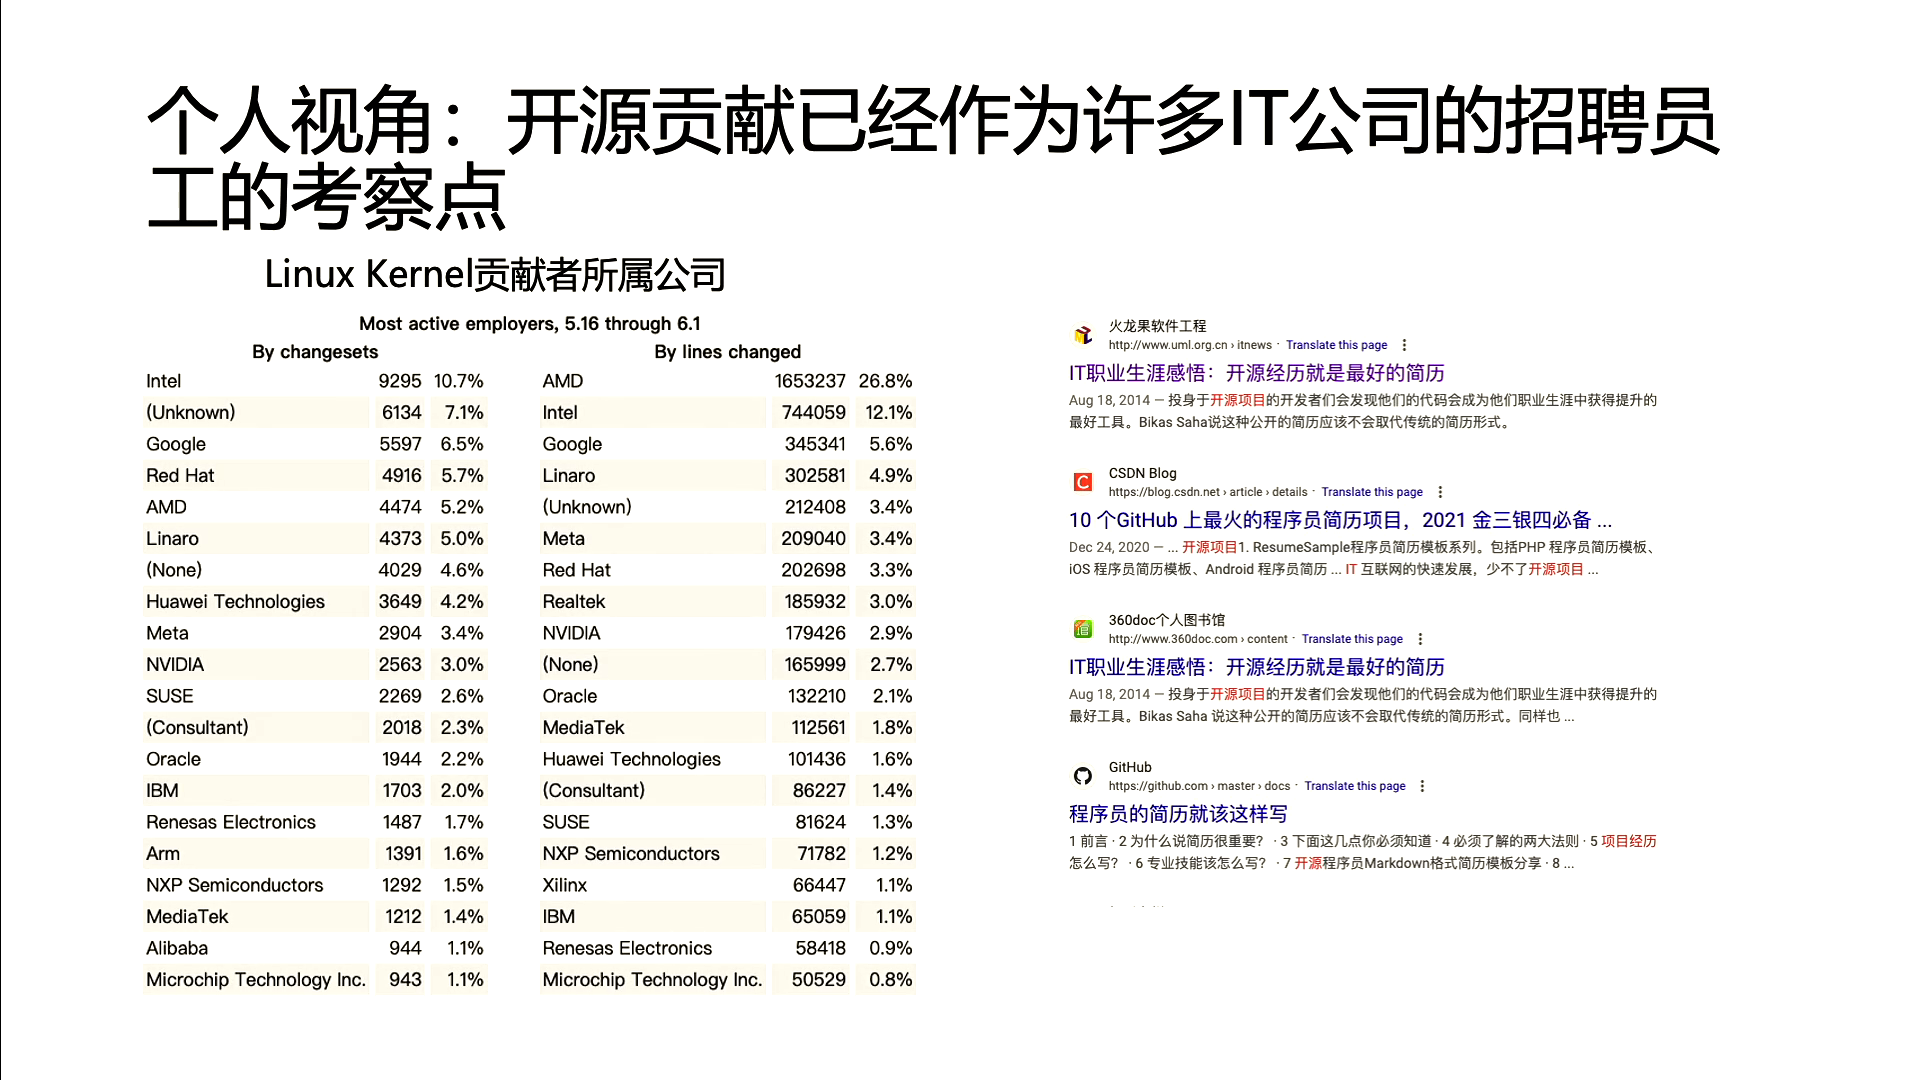 个人视角：开源贡献已经作为许多IT公司的招聘员
工的考察点
Linux Kernel贡献者所属公司
Most active employers, 5.16 through 6.1
By changesets
Intel 9295 10.7%
(Unknown) 6134 7.1%
Google 5597 6.5%
Red Hat 4916 5.7%
AMD 4474 5.2%
Linaro 4373 5.0%
(None) 4029 4.6%
Huawei Technologies 3649 4.2%
Meta 2904 3.4%
NVIDIA 2563 3.0%
SUSE 2269 2.6%
(Consultant) 2018 2.3%
Oracle 1944 2.2%
IBM 1703 2.0%
Renesas Electronics 1487 1.7%
Arm 1391 1.6%
NXP Semiconductors 1292 1.5%
MediaTek 1212 1.4%
Alibaba 944 1.1%
Microchip Technology Inc. 943 1.1%
By lines changed
AMD 1653237 26.8%
Intel 744059 12.1%
Google 345341 5.6%
Linaro 302581 4.9%
(Unknown) 212408 3.4%
Meta 209040 3.4%
Red Hat 202698 3.3%
Realtek 185932 3.0%
NVIDIA 179426 2.9%
(None) 165999 2.7%
Oracle 132210 2.1%
MediaTek 112561 1.8%
Huawei Technologies 101436 1.6%
(Consultant) 86227 1.4%
SUSE 81624 1.3%
NXP Semiconductors 71782 1.2%
Xilinx 66447 1.1%
IBM 65059 1.1%
Renesas Electronics 58418 0.9%
Microchip Technology Inc. 50529 0.8%
火龙果软件工程
http://www.uml.org.cn › itnews · Translate this page
IT职业生涯感悟：开源经历就是最好的简历
Aug 18, 2014 — 投身于开源项目的开发者们会发现他们的代码会成为他们职业生涯中获得提升的
最好工具。Bikas Saha说这种公开的简历应该不会取代传统的简历形式。
CSDN Blog
https://blog.csdn.net › article › details · Translate this page
10 个GitHub 上最火的程序员简历项目，2021 金三银四必备 ...
Dec 24, 2020 — ... 开源项目1. ResumeSample程序员简历模板系列。包括PHP 程序员简历模板、
iOS 程序员简历模板、Android 程序员简历 ... IT 互联网的快速发展，少不了开源项目 ...
360doc个人图书馆
http://www.360doc.com › content · Translate this page
IT职业生涯感悟：开源经历就是最好的简历
Aug 18, 2014 — 投身于开源项目的开发者们会发现他们的代码会成为他们职业生涯中获得提升的
最好工具。Bikas Saha 说这种公开的简历应该不会取代传统的简历形式。同样也 ...
GitHub
https://github.com › master › docs · Translate this page
程序员的简历就该这样写
1 前言 · 2 为什么说简历很重要？ · 3 下面这几点你必须知道 · 4 必须了解的两大法则 · 5 项目经历
怎么写？ · 6 专业技能该怎么写？ · 7 开源程序员Markdown格式简历模板分享 · 8 ...